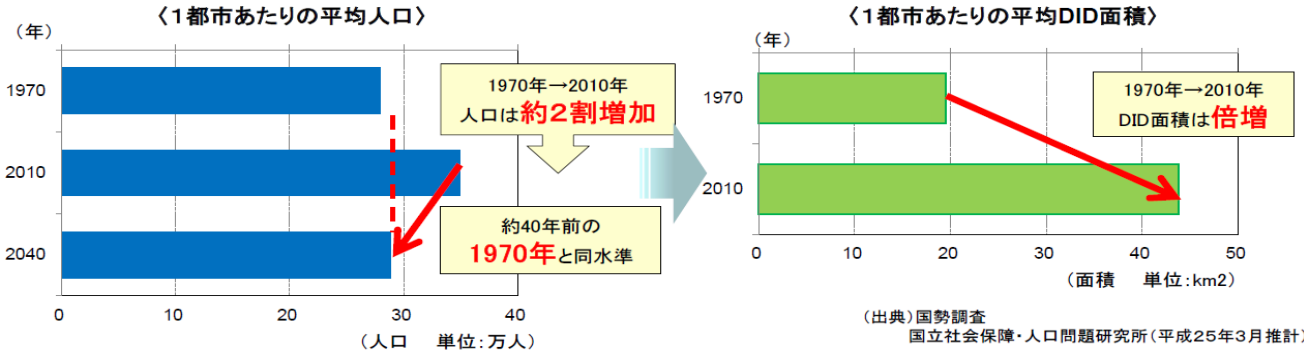 〈１都市あたりの平均人口〉
(年)
1970
2010
2040
0 10 20 30 40
(人口 単位:万人)
1970年→2010年
人口は約２割増加
約40年前の
1970年と同水準
〈１都市あたりの平均DID面積〉
(年)
1970
2010
0 10 20 30 40 50
(面積 単位:km2)
1970年→2010年
DID面積は倍増
(出典)国勢調査
国立社会保障・人口問題研究所(平成25年3月推計)